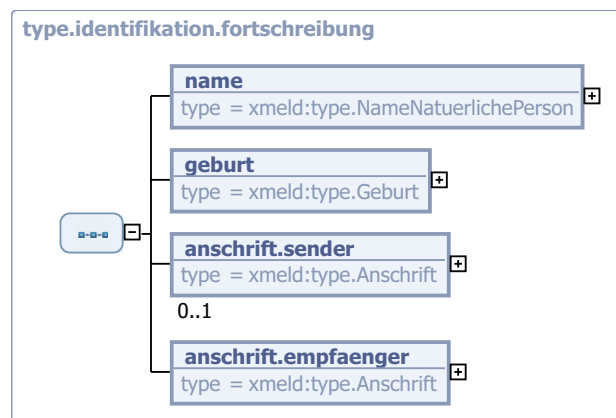 type.identifikation.fortschreibung
name
type = xmeld:type.NameNatuerlichePerson
geburt
type = xmeld:type.Geburt
anschrift.sender
type = xmeld:type.Anschrift
0..1
anschrift.empfaenger
type = xmeld:type.Anschrift